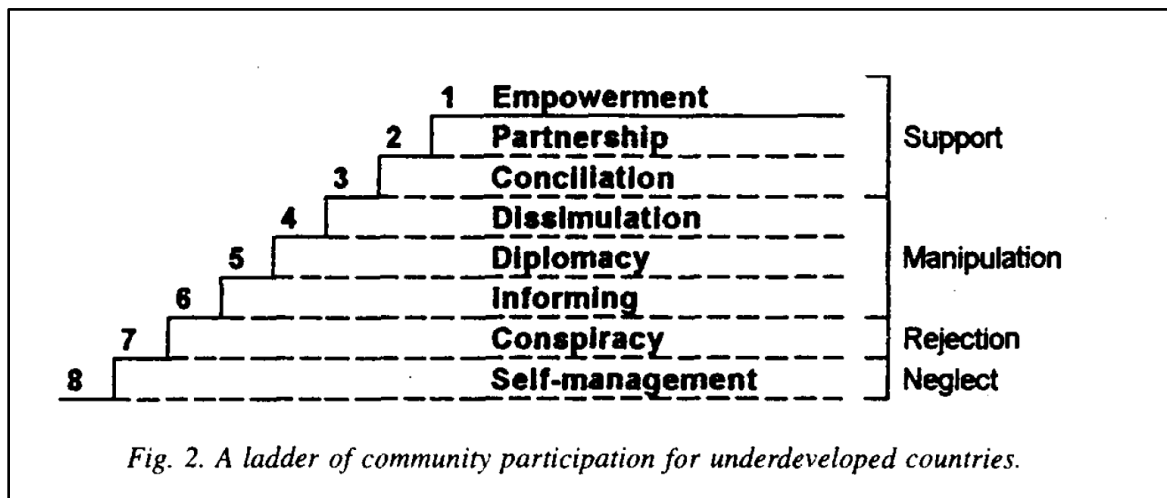 1 Empowerment
2 Partnership
Support
3 Conciliation
4 Dissimulation
5 Diplomacy
Manipulation
6 Informing
7 Conspiracy
Rejection
8 Self-management
Neglect
Fig. 2. A ladder of community participation for underdeveloped countries.